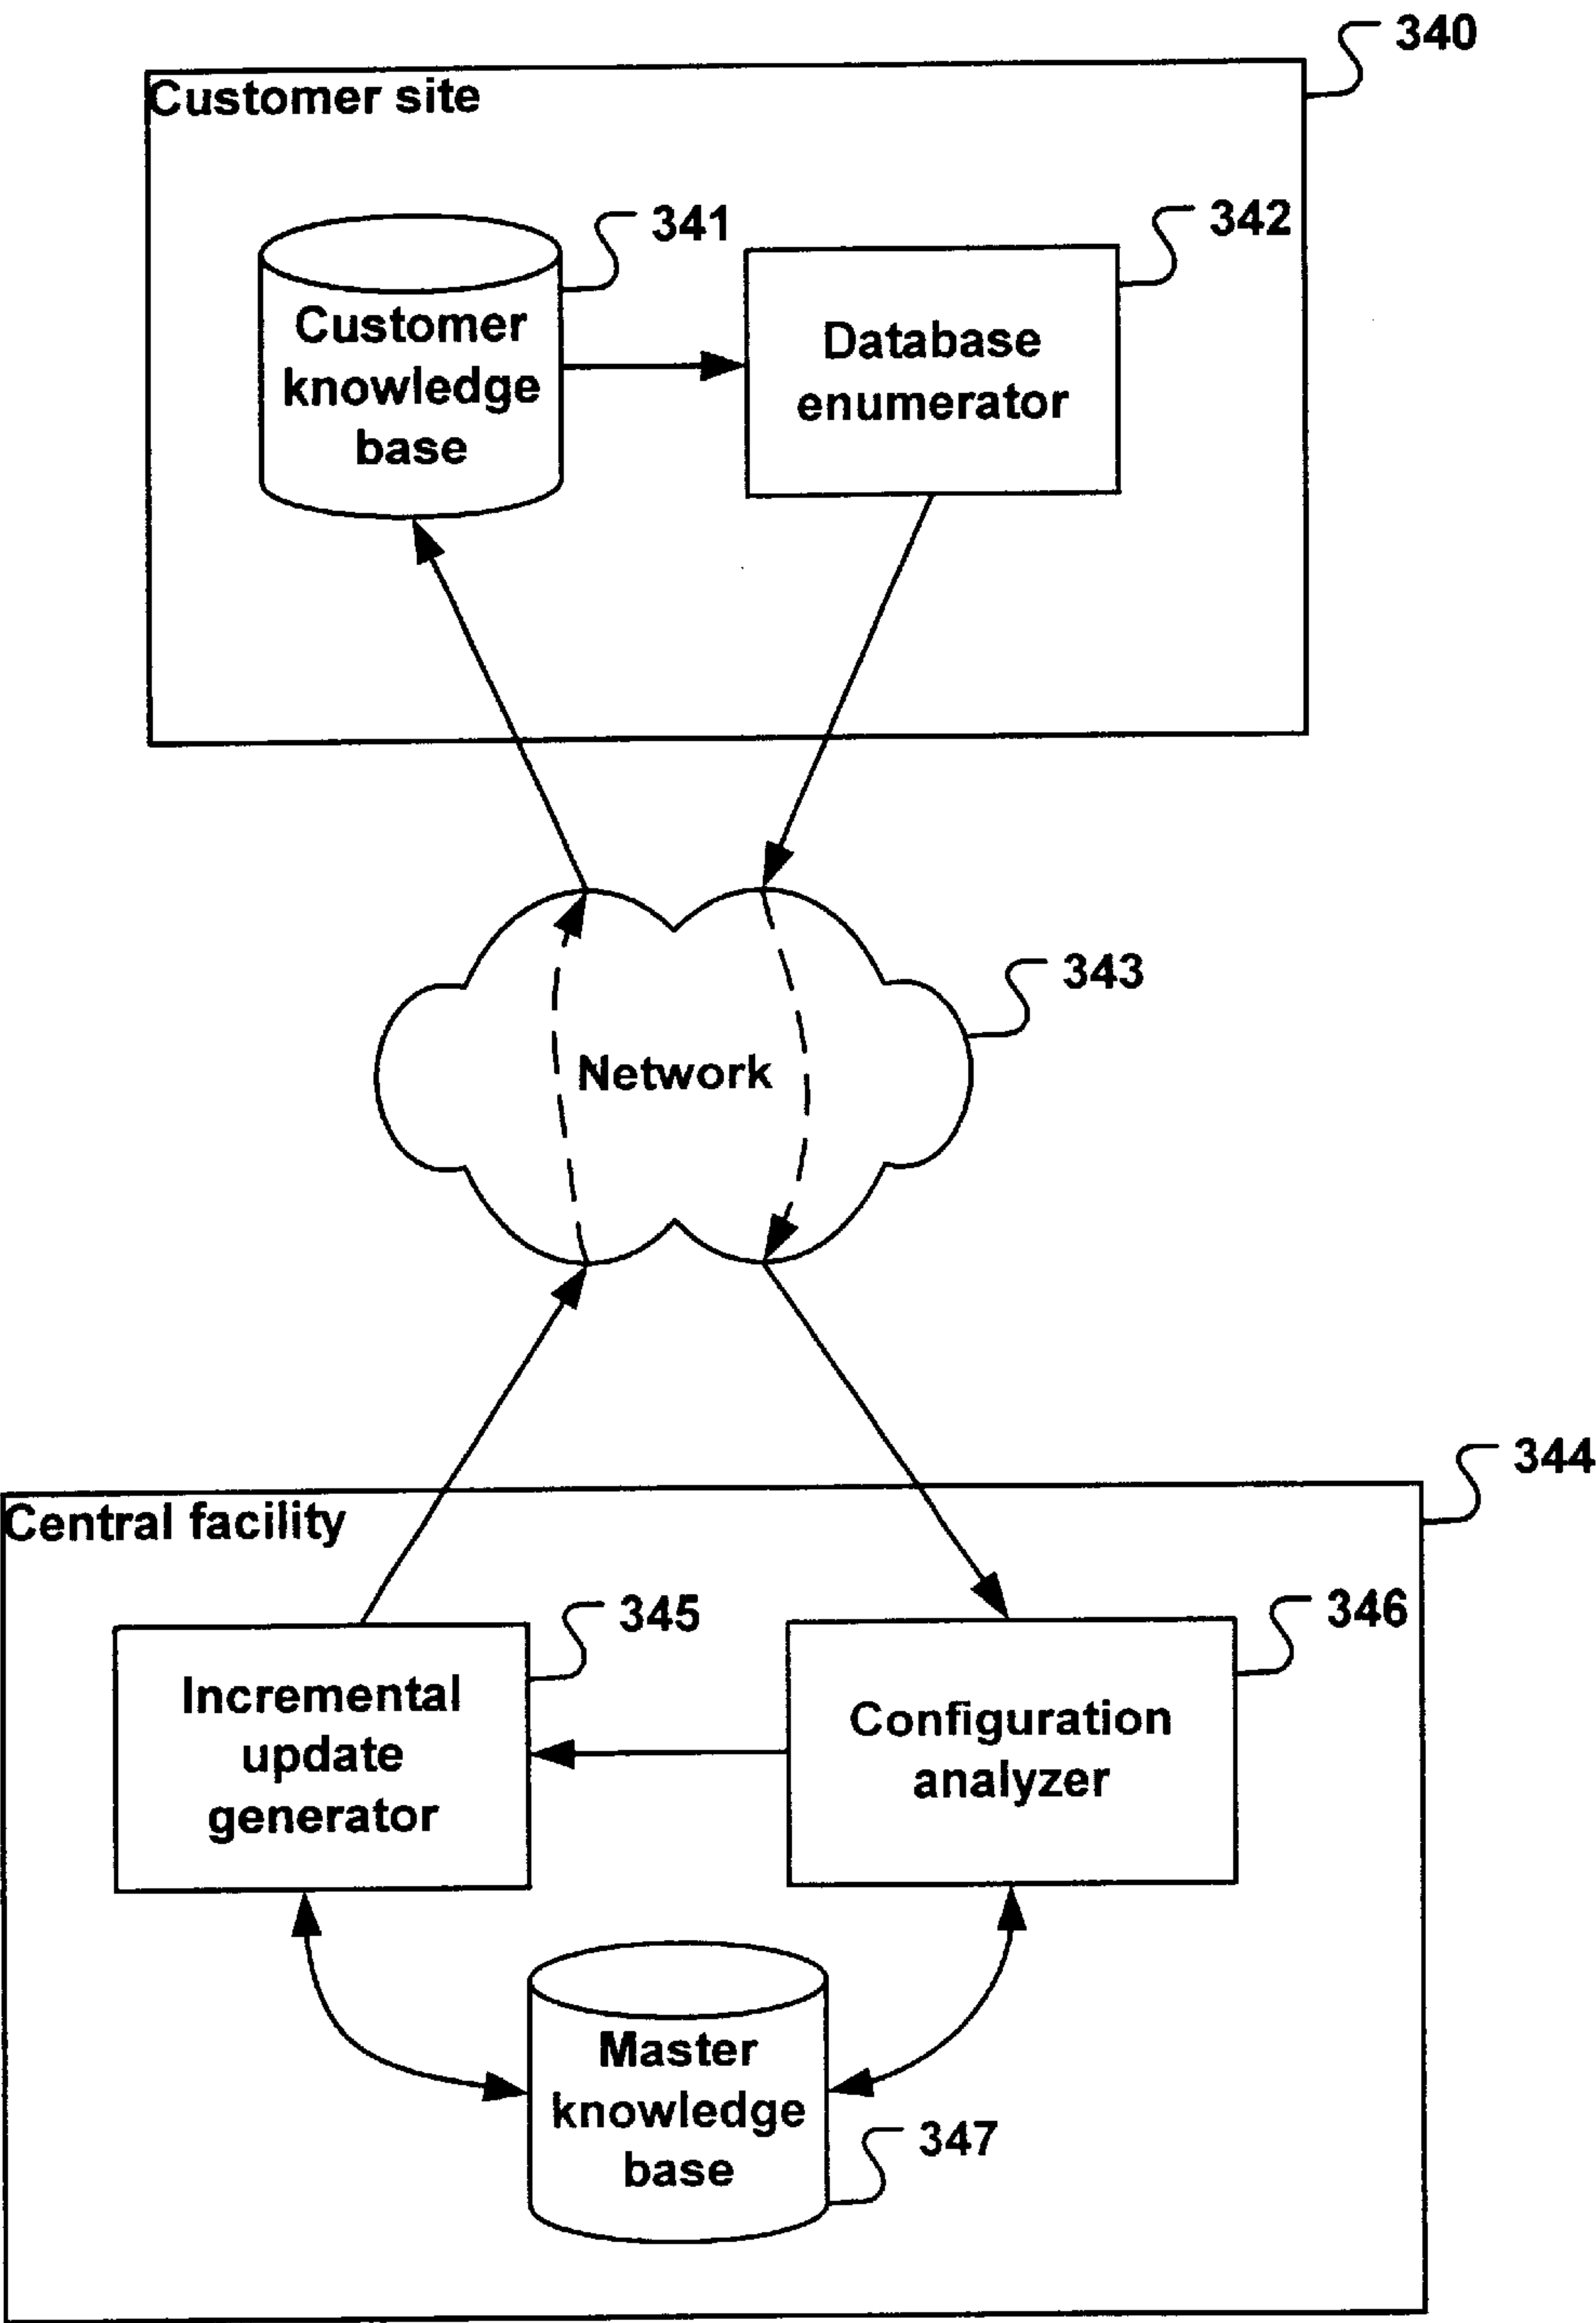 340
Customer site
341
342
Customer
knowledge
base
Database
enumerator
343
Network
344
Central facility
345
346
Incremental
update
generator
Configuration
analyzer
Master
knowledge
base
347